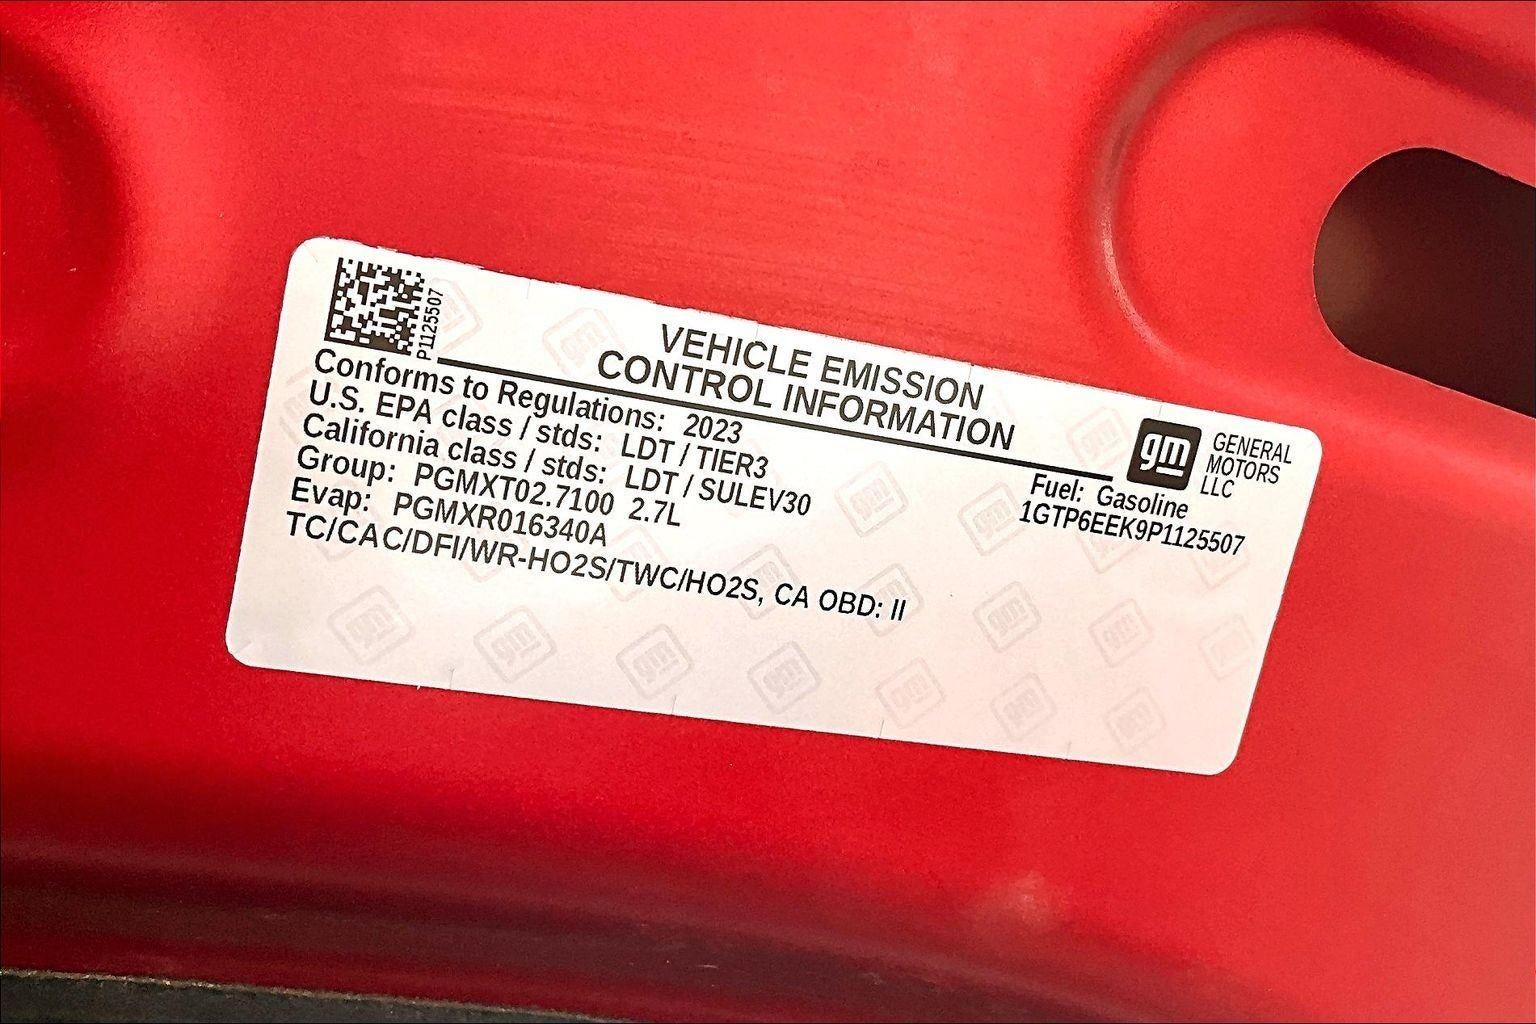 P1125507
VEHICLE EMISSION
CONTROL INFORMATION
gm
GENERAL
MOTORS
LLC
Conforms to Regulations: 2023
U.S. EPA class / stds: LDT / TIER3
California class / stds: LDT / SULEV30
Group: PGMXT02.7100 2.7L
Evap: PGMXR016340A
TC/CAC/DFI/WR-HO2S/TWC/HO2S, CA OBD: II
Fuel: Gasoline
1GTP6EEK9P1125507